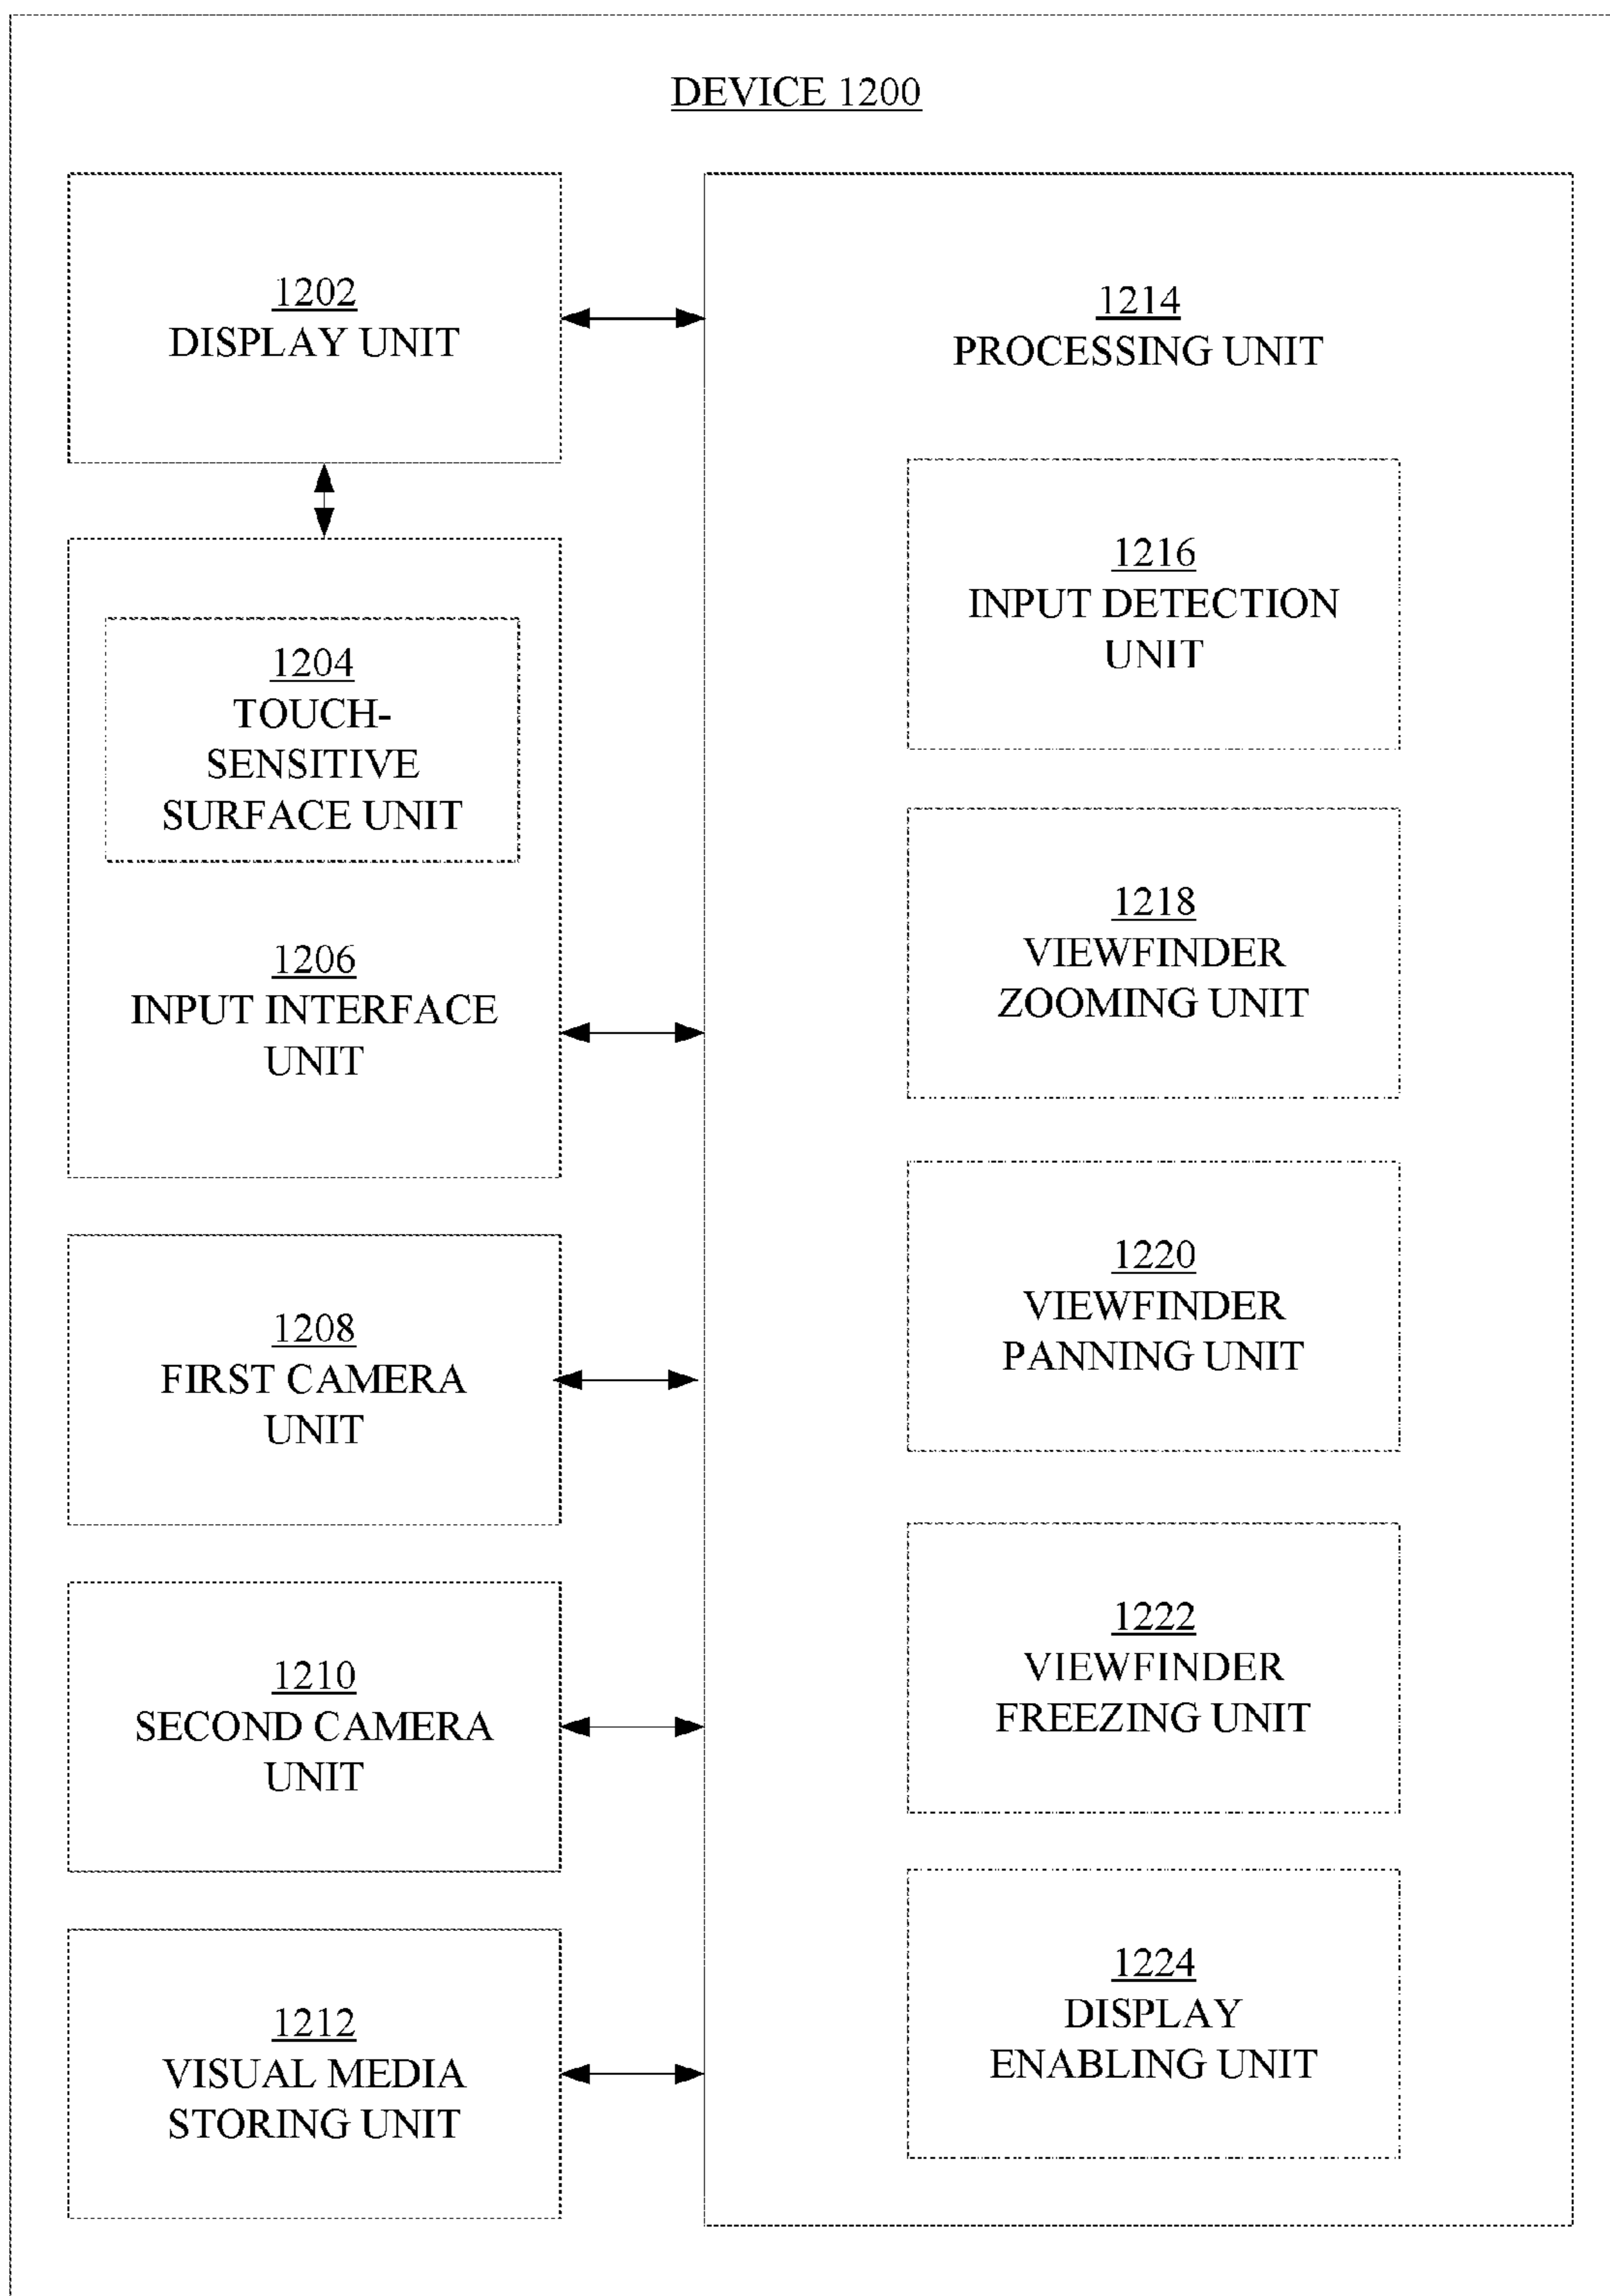 DEVICE 1200
1202
DISPLAY UNIT
1204
TOUCH-
SENSITIVE
SURFACE UNIT
1206
INPUT INTERFACE
UNIT
1208
FIRST CAMERA
UNIT
1210
SECOND CAMERA
UNIT
1212
VISUAL MEDIA
STORING UNIT
1214
PROCESSING UNIT
1216
INPUT DETECTION
UNIT
1218
VIEWFINDER
ZOOMING UNIT
1220
VIEWFINDER
PANNING UNIT
1222
VIEWFINDER
FREEZING UNIT
1224
DISPLAY
ENABLING UNIT